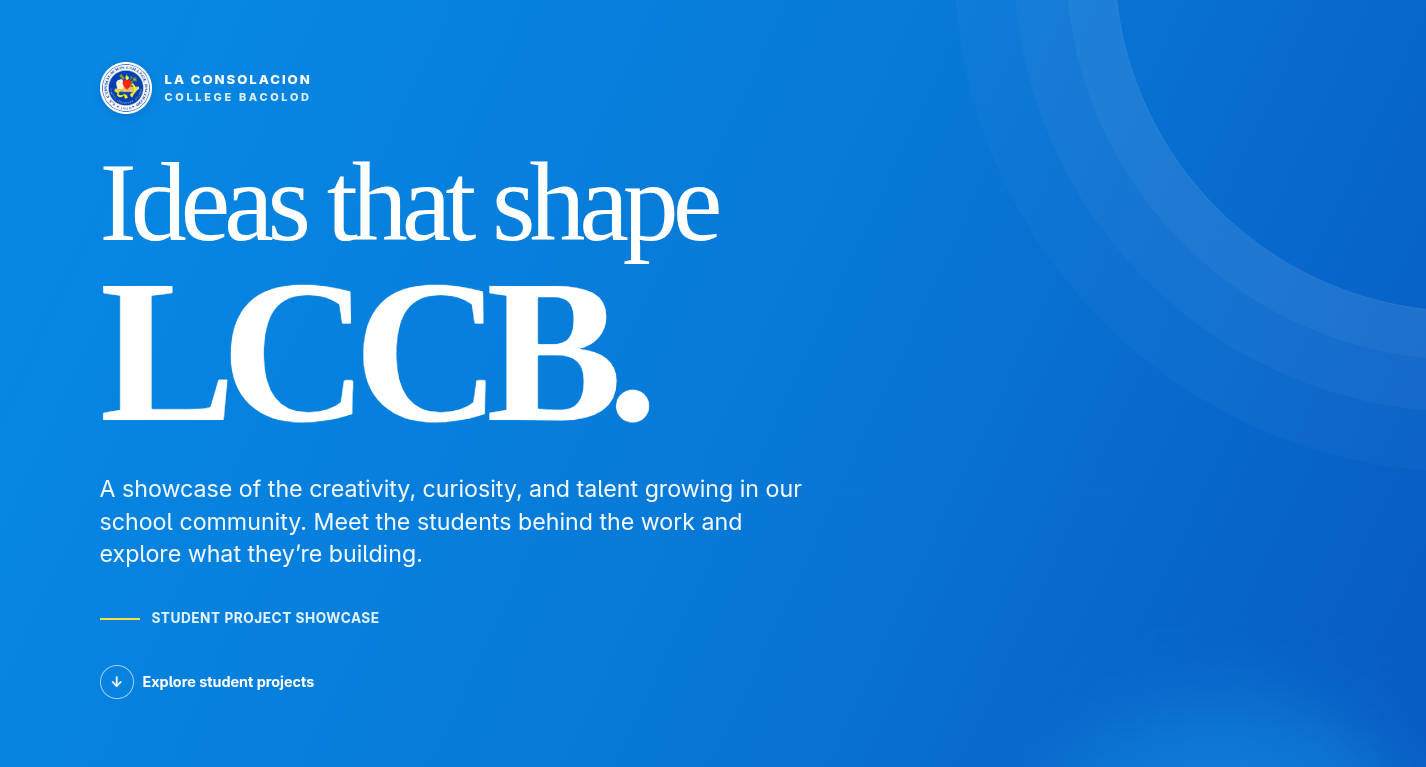 LA CONSOLACION
COLLEGE BACOLOD
Ideas that shape
LCCB.
A showcase of the creativity, curiosity, and talent growing in our
school community. Meet the students behind the work and
explore what they’re building.
STUDENT PROJECT SHOWCASE
Explore student projects